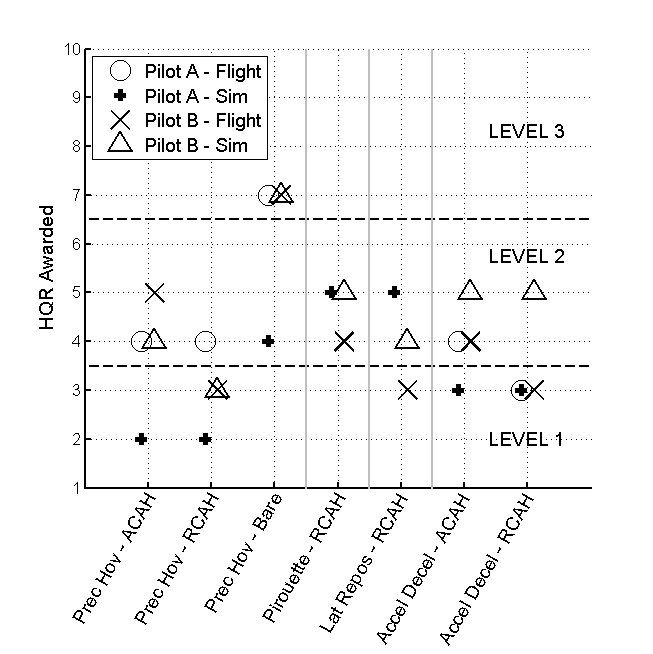 10
9
8
7
6
5
4
3
2
1
HQR Awarded
Pilot A - Flight
Pilot A - Sim
Pilot B - Flight
Pilot B - Sim
LEVEL 3
LEVEL 2
LEVEL 1
Prec Hov - ACAH
Prec Hov - RCAH
Prec Hov - Bare
Pirouette - RCAH
Lat Repos - RCAH
Accel Decel - ACAH
Accel Decel - RCAH